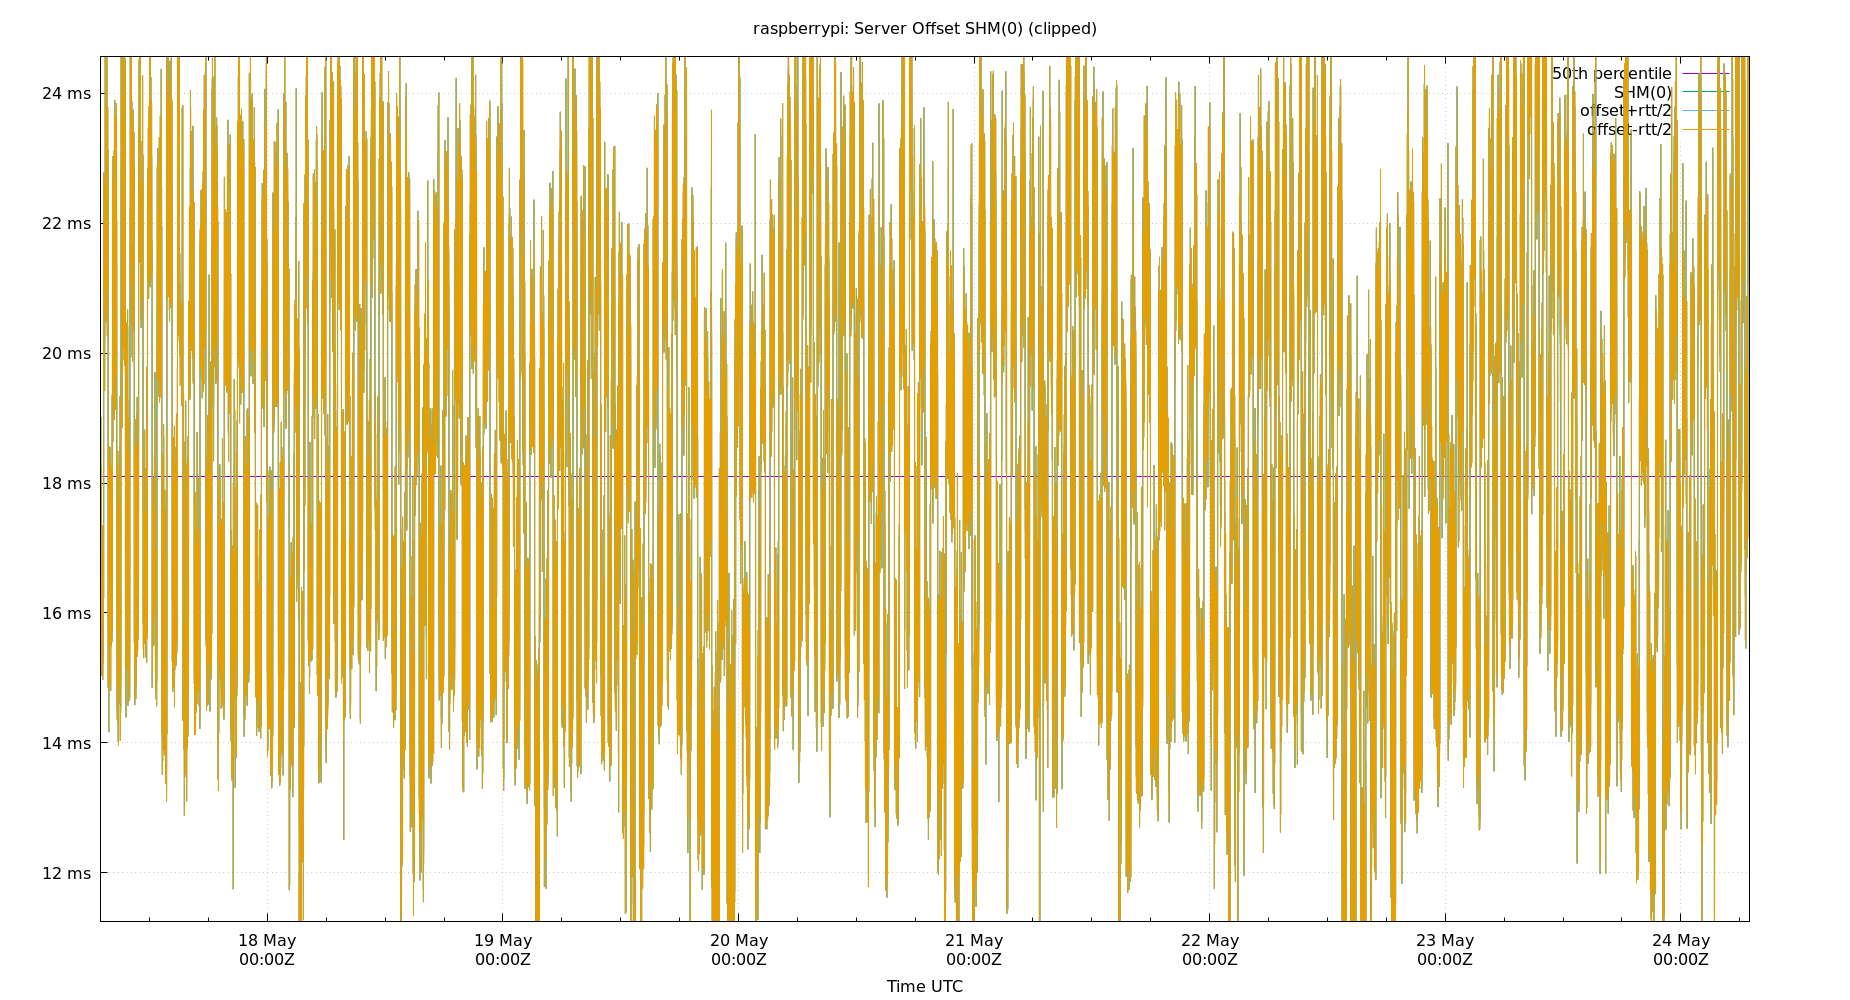 raspberrypi: Server Offset SHM(0) (clipped)
50th percentile
SHM(0)
offset+rtt/2
offset-rtt/2
24 ms
22 ms
20 ms
18 ms
16 ms
14 ms
12 ms
18 May 19 May 20 May 21 May 22 May 23 May 24 May
00:00Z 00:00Z 00:00Z 00:00Z 00:00Z 00:00Z 00:00Z
Time UTC